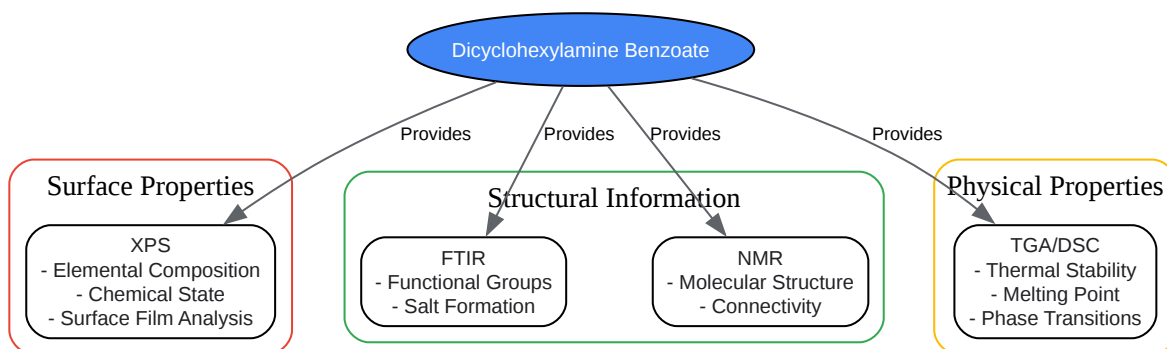 Dicyclohexylamine Benzoate
Provides
Provides
Provides
Provides
Surface Properties
Structural Information
Physical Properties
XPS
- Elemental Composition
- Chemical State
- Surface Film Analysis
FTIR
- Functional Groups
- Salt Formation
NMR
- Molecular Structure
- Connectivity
TGA/DSC
- Thermal Stability
- Melting Point
- Phase Transitions